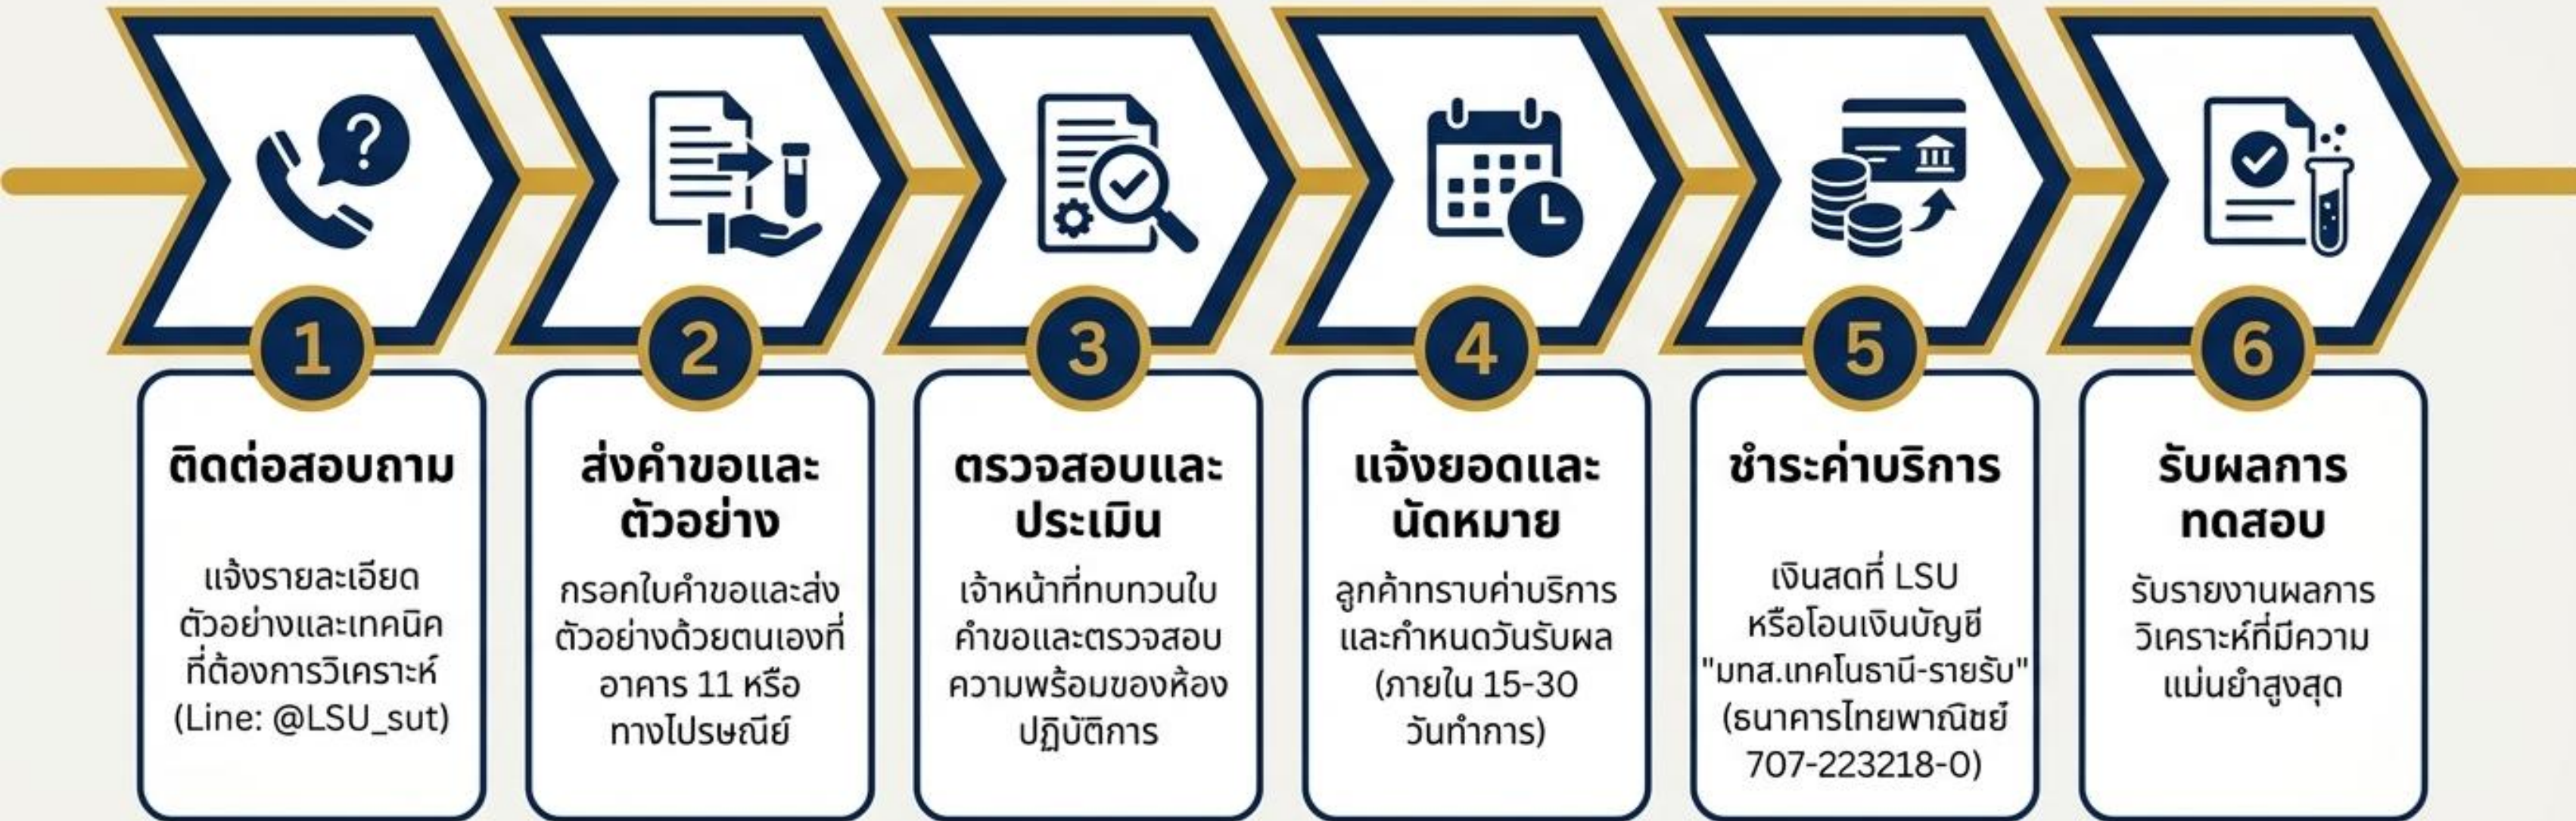 ?
1
ติดต่อสอบถาม
แจ้งรายละเอียด
ตัวอย่างและเทคนิค
ที่ต้องการวิเคราะห์
(Line: @LSU_sut)
2
ส่งคำขอและ
ตัวอย่าง
กรอกใบคำขอและส่ง
ตัวอย่างด้วยตนเองที่
อาคาร 11 หรือ
ทางไปรษณีย์
3
ตรวจสอบและ
ประเมิน
เจ้าหน้าที่ทบทวนใบ
คำขอและตรวจสอบ
ความพร้อมของห้อง
ปฏิบัติการ
4
แจ้งยอดและ
นัดหมาย
ลูกค้าทราบค่าบริการ
และกำหนดวันรับผล
(ภายใน 15-30
วันทำการ)
5
ชำระค่าบริการ
เงินสดที่ LSU
หรือโอนเงินบัญชี
"มทส.เทคโนธานี-รายรับ"
(ธนาคารไทยพาณิชย์
707-223218-0)
6
รับผลการ
ทดสอบ
รับรายงานผลการ
วิเคราะห์ที่มีความ
แม่นยำสูงสุด